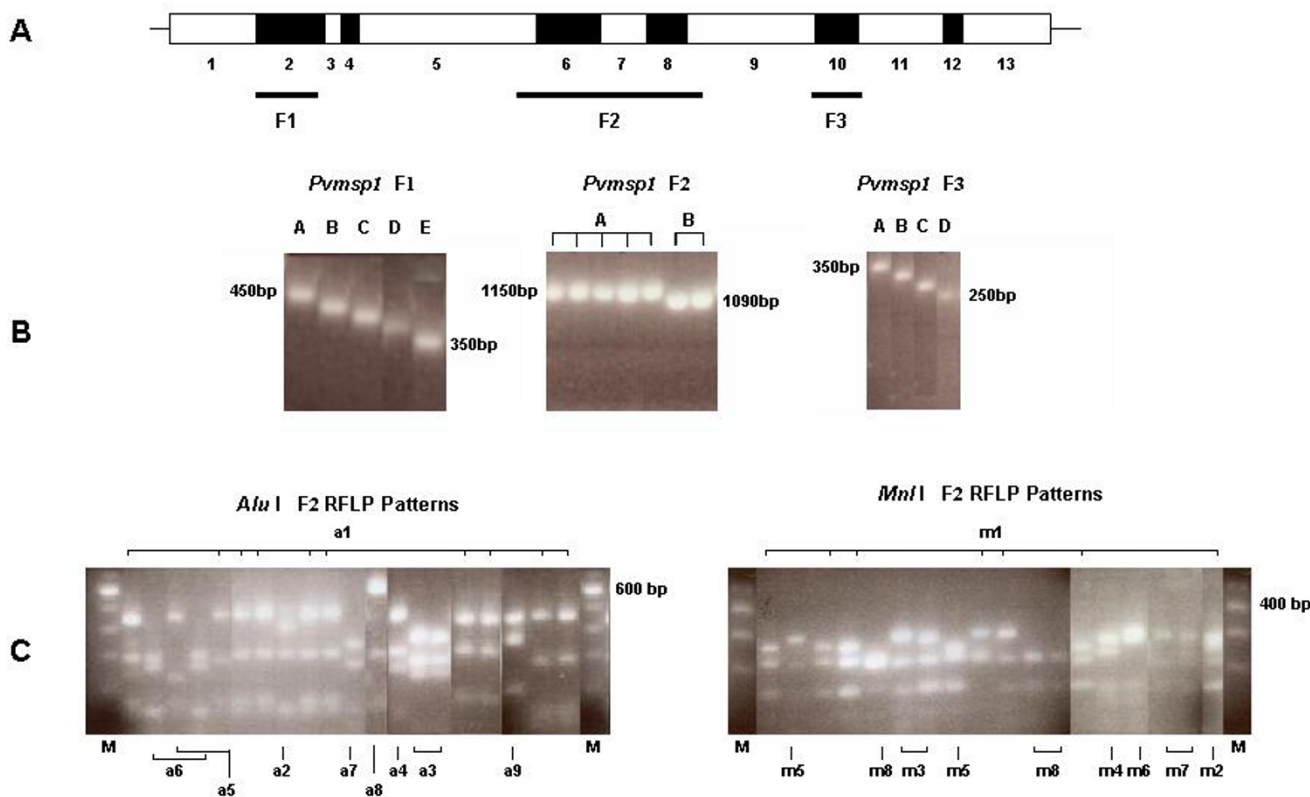 A
1 2 3 4 5 6 7 8 9 10 11 12 13
F1 F2 F3
Pvmsp1 F1
Pvmsp1 F2
Pvmsp1 F3
A B C D E
A B
A B C D
450bp
350bp
1150bp
1090bp
350bp
250bp
B
Alu I F2 RFLP Patterns
a1
600 bp
Mnl I F2 RFLP Patterns
m1
400 bp
C
M a6 a5 a2 a7 a8 a4 a3 a9 M
M m5 m8 m3 m5 m8 m4 m6 m7 m2 M